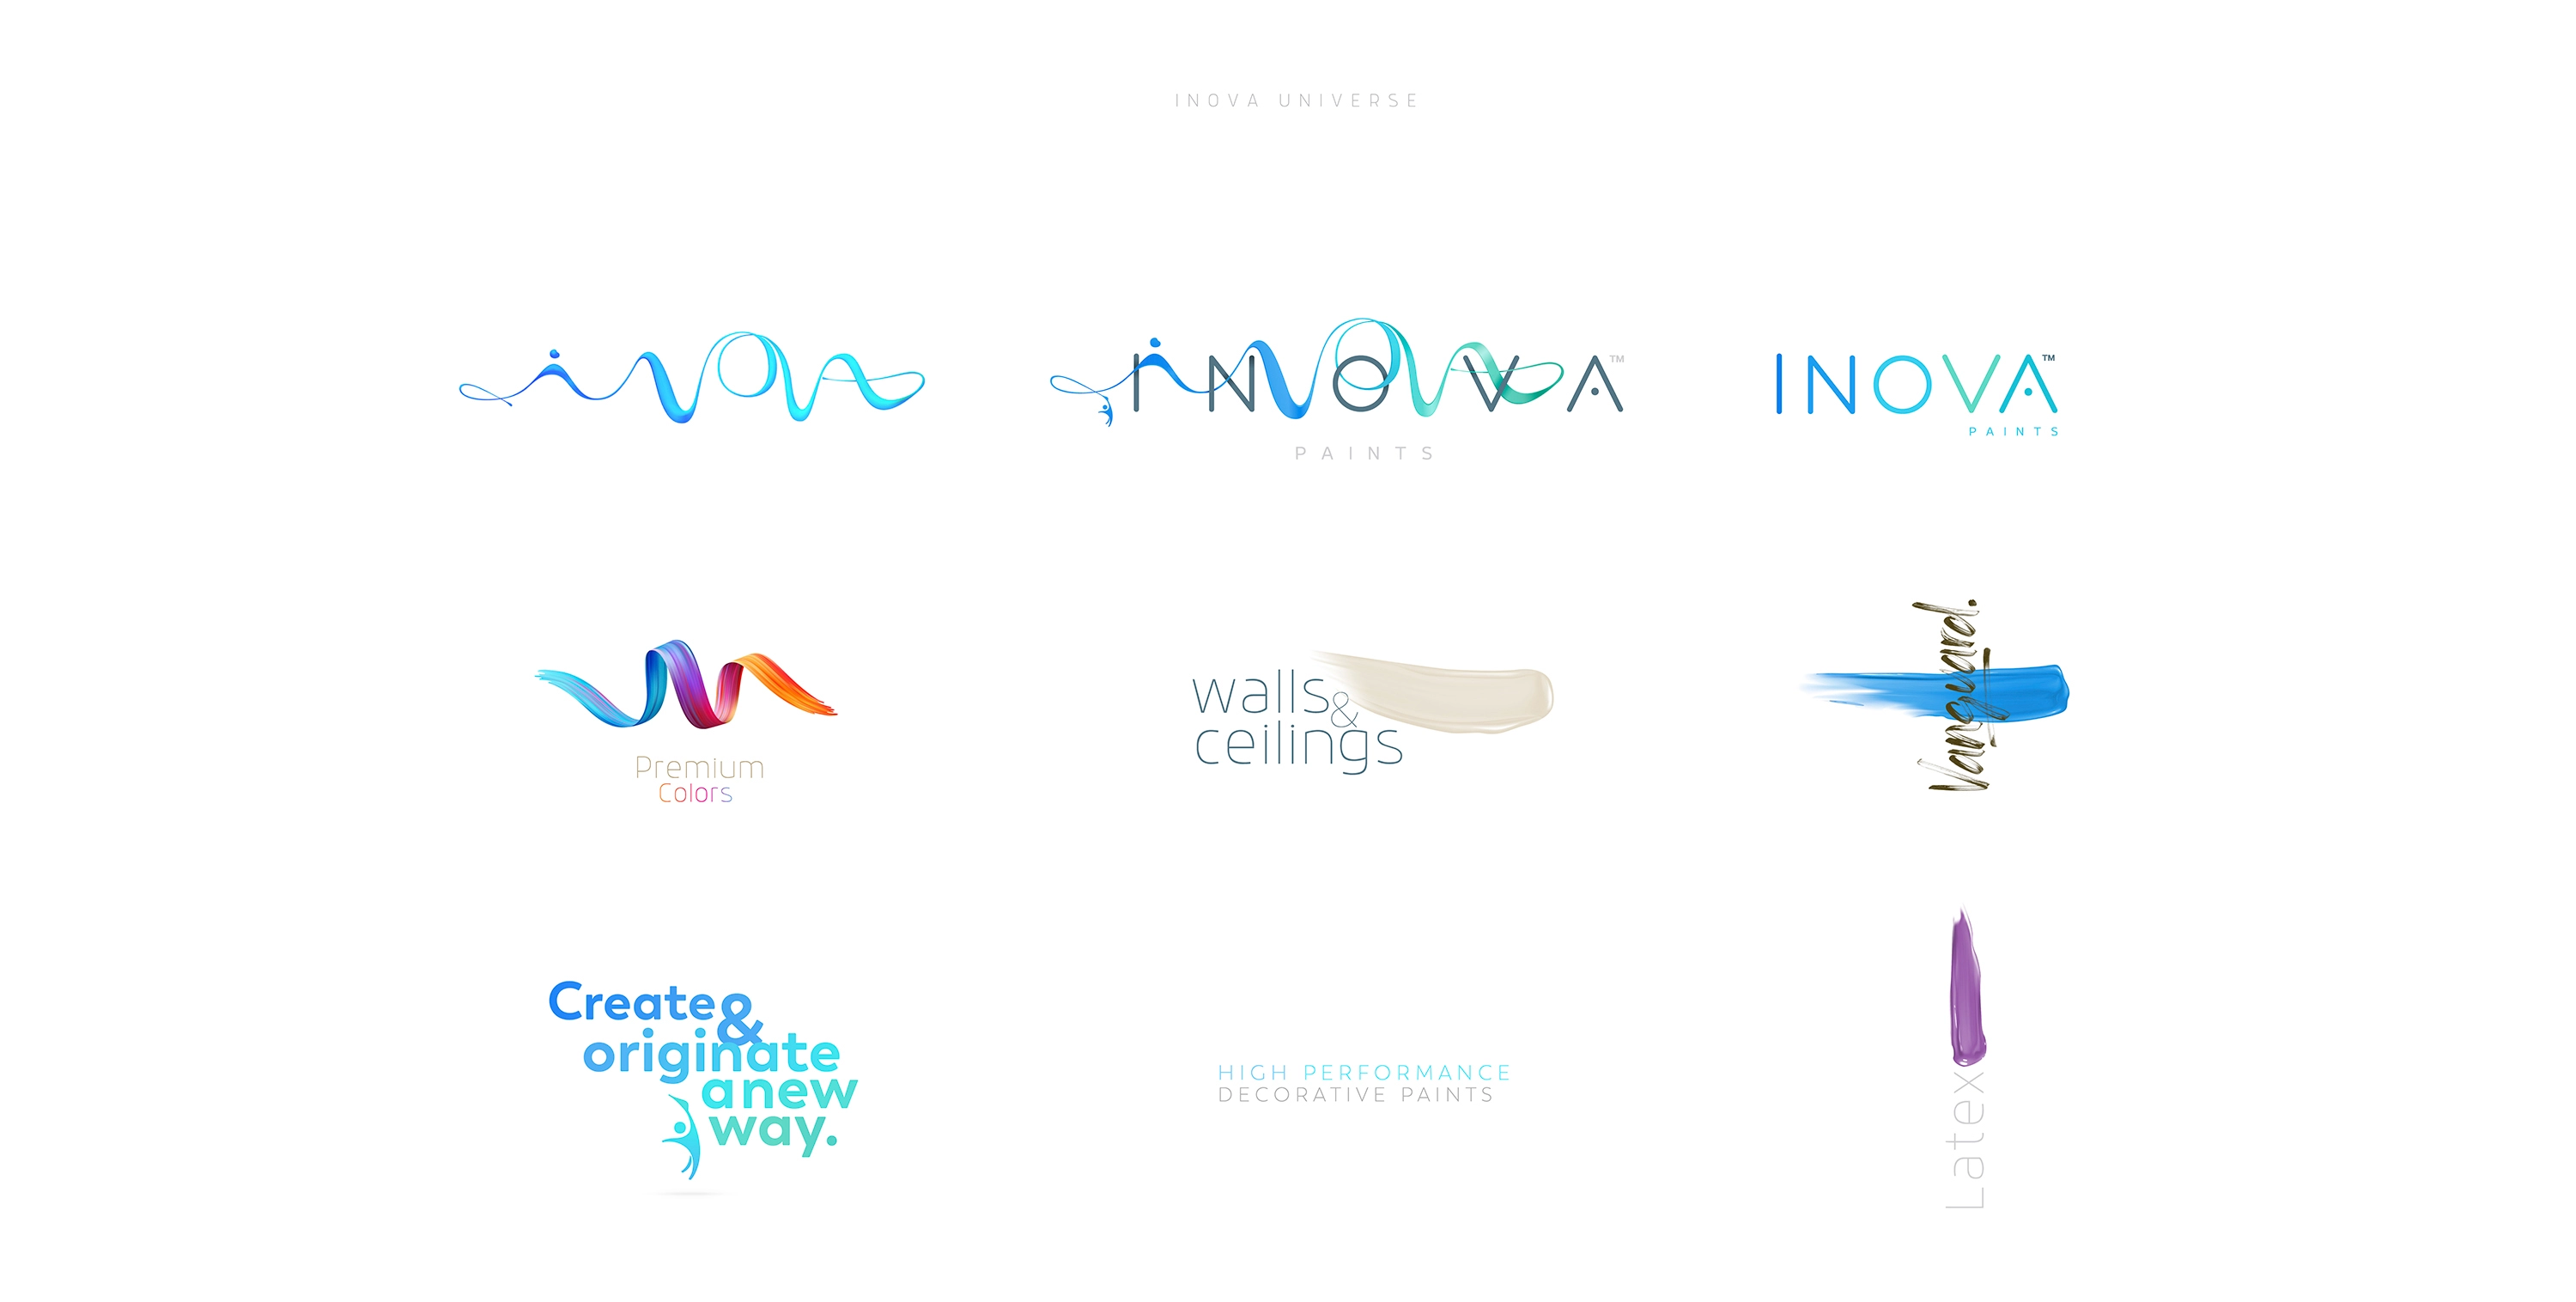 INOVA UNIVERSE
inova
INOVA™
PAINTS
INOVA™
PAINTS
Premium
Colors
walls &
ceilings
Vanguard.
Create &
originate
anew
way.
HIGH PERFORMANCE
DECORATIVE PAINTS
Latex